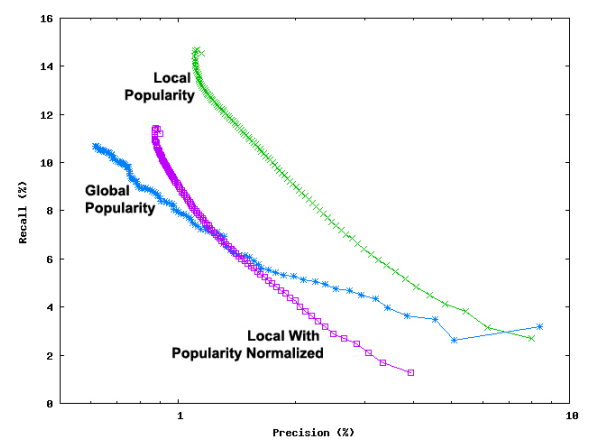 16
14
12
10
8
6
4
2
0
Recall (%)
Local
Popularity
Global
Popularity
Local With
Popularity Normalized
1
10
Precision (%)